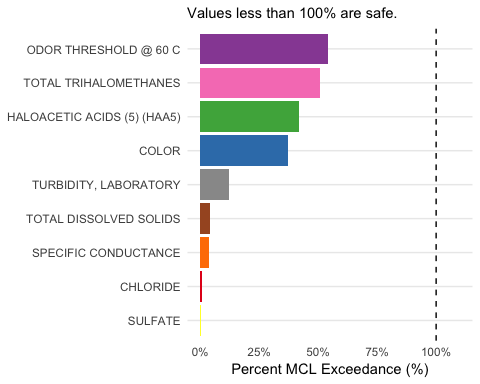 Values less than 100% are safe.
ODOR THRESHOLD @ 60 C
TOTAL TRIHALOMETHANES
HALOACETIC ACIDS (5) (HAA5)
COLOR
TURBIDITY, LABORATORY
TOTAL DISSOLVED SOLIDS
SPECIFIC CONDUCTANCE
CHLORIDE
SULFATE
0% 25% 50% 75% 100%
Percent MCL Exceedance (%)